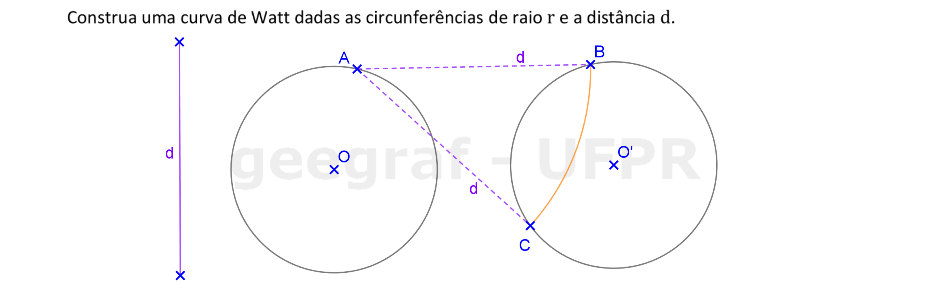 Construa uma curva de Watt dadas as circunferências de raio r e a distância d.
A
d
B
d
geegraf - UFPR
O
O'
d
C